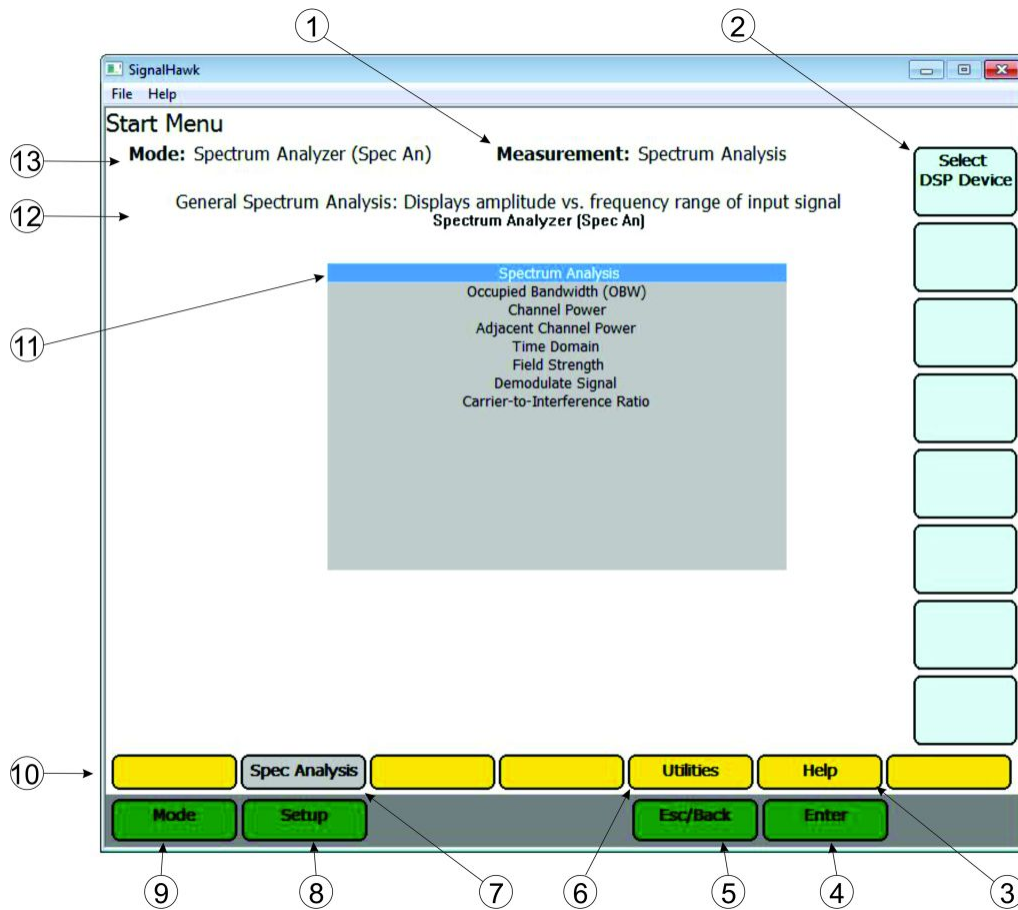 1
2
SignalHawk
File Help
Start Menu
13
Mode: Spectrum Analyzer (Spec An)
Measurement: Spectrum Analysis
Select
DSP Device
12
General Spectrum Analysis: Displays amplitude vs. frequency range of input signal
Spectrum Analyzer (Spec An)
11
Spectrum Analysis
Occupied Bandwidth (OBW)
Channel Power
Adjacent Channel Power
Time Domain
Field Strength
Demodulate Signal
Carrier-to-Interference Ratio
10
Spec Analysis
Utilities
Help
Mode
Setup
Esc/Back
Enter
9
8
7
6
5
4
3